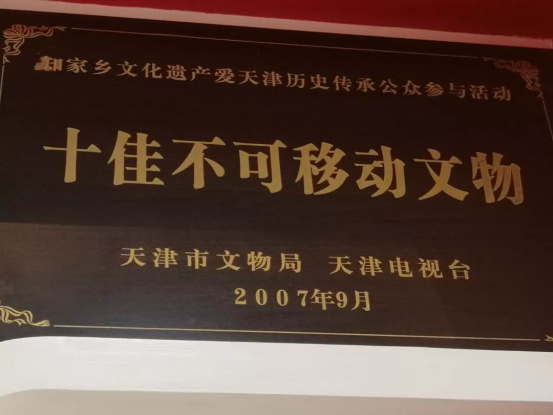 知家乡文化遗产爱天津历史传承公众参与活动
十佳不可移动文物
天津市文物局 天津电视台
2007年9月